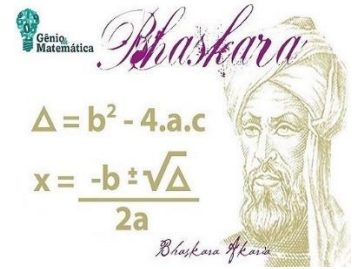 Gênio
Matemática
Bhaskara
Δ = b² - 4.a.c
x = -b ± √Δ
2a
Bhaskara Akaria